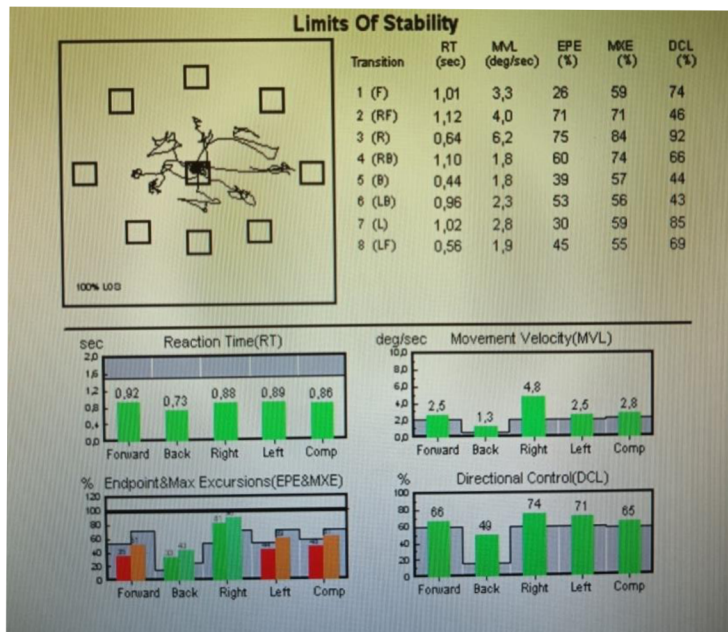 Limits Of Stability
Transition RT (sec) MVL (deg/sec) EPE (%) MXE (%) DCL (%)
1 (F) 1,01 3,3 26 59 74
2 (RF) 1,12 4,0 71 71 46
3 (R) 0,64 6,2 75 84 92
4 (RB) 1,10 1,8 60 74 66
5 (B) 0,44 1,8 39 57 44
6 (LB) 0,96 2,3 53 56 43
7 (L) 1,02 2,8 30 59 85
8 (LF) 0,56 1,9 45 55 69
100%
sec Reaction Time(RT)
2,0
1,6
1,2
0,8
0,4
0,0
0,92 0,73 0,88 0,89 0,86
Forward Back Right Left Comp
deg/sec Movement Velocity(MVL)
10,0
8,0
6,0
4,0
2,0
0,0
2,5 1,3 4,8 2,5 2,8
Forward Back Right Left Comp
% Endpoint&Max Excursions(EPE&MXE)
120
100
80
60
40
20
0
Forward Back Right Left Comp
% Directional Control(DCL)
100
80
60
40
20
0
66 49 74 71 65
Forward Back Right Left Comp